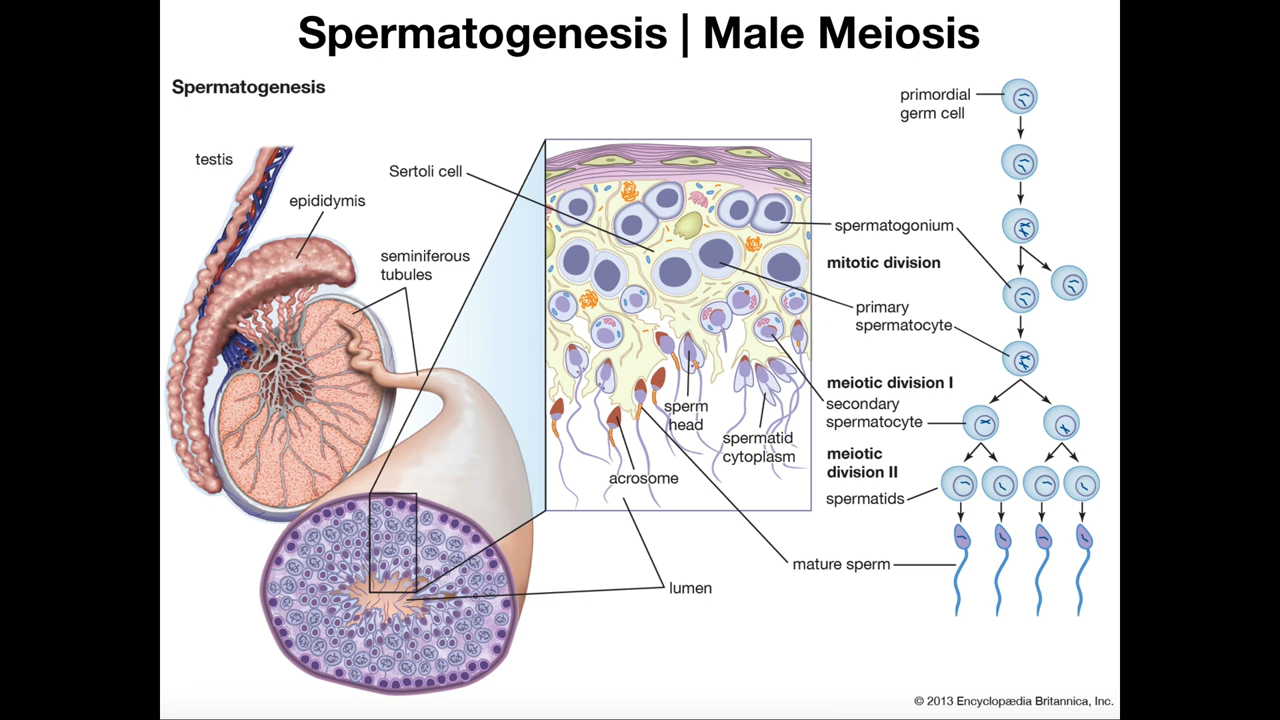 Spermatogenesis | Male Meiosis
Spermatogenesis
testis
epididymis
seminiferous
tubules
Sertoli cell
sperm
head
spermatid
cytoplasm
acrosome
lumen
primordial
germ cell
spermatogonium
mitotic division
primary
spermatocyte
meiotic division I
secondary
spermatocyte
meiotic
division II
spermatids
mature sperm
© 2013 Encyclopædia Britannica, Inc.